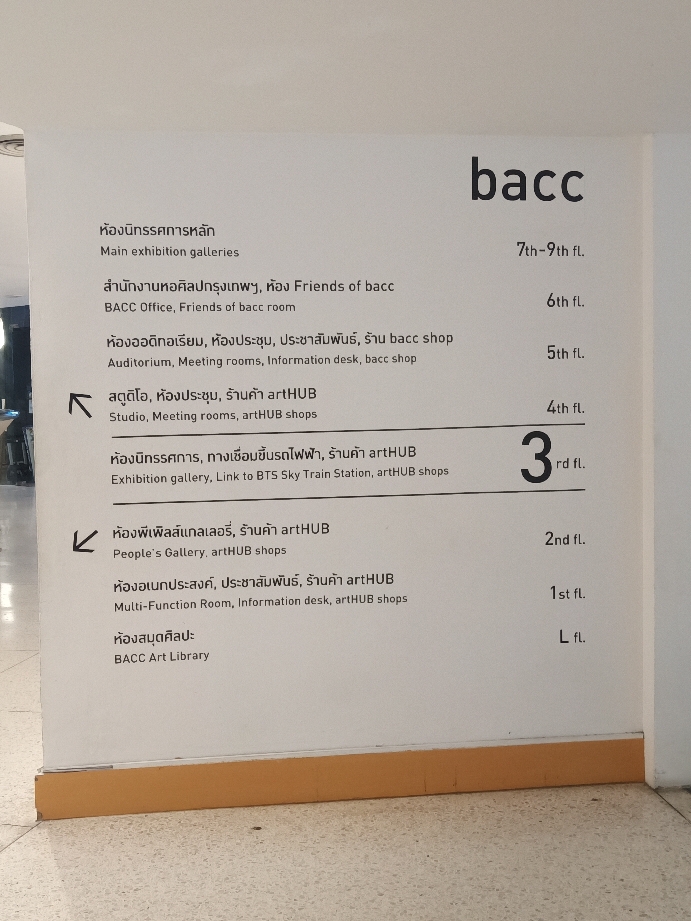 bacc
ห้องนิทรรศการหลัก
Main exhibition galleries 7th-9th fl.
สำนักงานหอศิลปกรุงเทพฯ, ห้อง Friends of bacc
BACC Office, Friends of bacc room 6th fl.
ห้องออดิทอเรียม, ห้องประชุม, ประชาสัมพันธ์, ร้าน bacc shop
Auditorium, Meeting rooms, Information desk, bacc shop 5th fl.
สตูดิโอ, ห้องประชุม, ร้านค้า artHUB
Studio, Meeting rooms, artHUB shops 4th fl.
ห้องนิทรรศการ, ทางเชื่อมขึ้นรถไฟฟ้า, ร้านค้า artHUB
Exhibition gallery, Link to BTS Sky Train Station, artHUB shops 3rd fl.
ห้องพีเพิลส์แกลเลอรี่, ร้านค้า artHUB
People's Gallery, artHUB shops 2nd fl.
ห้องอเนกประสงค์, ประชาสัมพันธ์, ร้านค้า artHUB
Multi-Function Room, Information desk, artHUB shops 1st fl.
ห้องสมุดศิลปะ L fl.
BACC Art Library